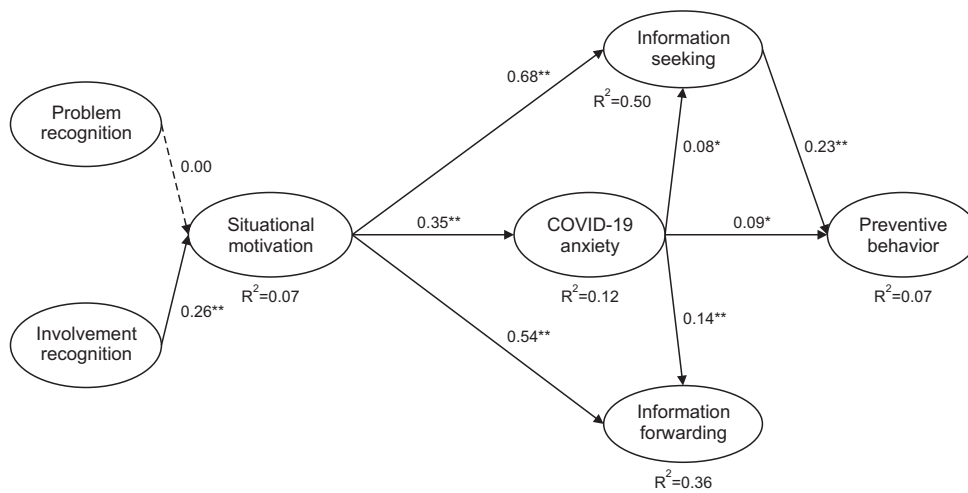 Information
seeking
0.68**
R²=0.50
Problem
recognition
0.00
0.08*
0.23**
Situational
motivation
0.35**
COVID-19
anxiety
0.09*
Preventive
behavior
R²=0.07
R²=0.12
R²=0.07
0.26**
Involvement
recognition
0.14**
0.54**
Information
forwarding
R²=0.36